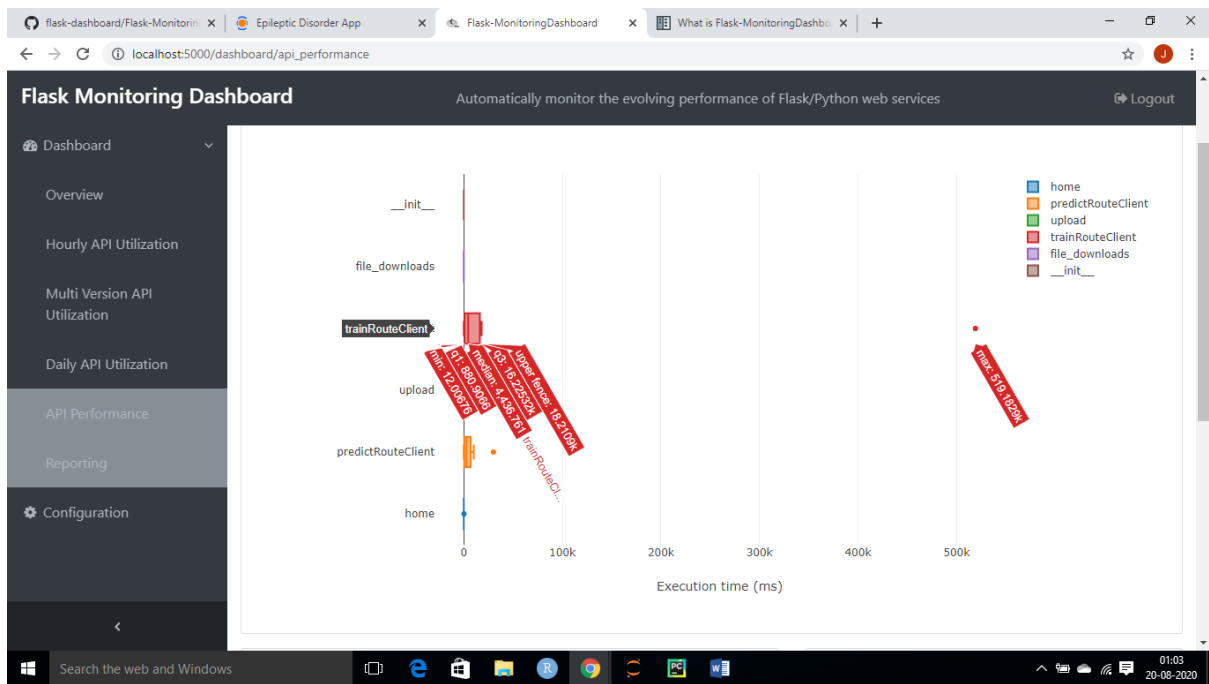 flask-dashboard/Flask-Monitorin
Epileptic Disorder App
Flask-MonitoringDashboard
What is Flask-MonitoringDashbo
localhost:5000/dashboard/api_performance
J
Flask Monitoring Dashboard
Automatically monitor the evolving performance of Flask/Python web services
Logout
Dashboard
Overview
Hourly API Utilization
Multi Version API
Utilization
Daily API Utilization
API Performance
Reporting
Configuration
__init__
file_downloads
trainRouteClient
upload
predictRouteClient
home
min: 12.00676
q1: 880.9066
median: 4,436.761
q3: 16.22532k
upper fence: 18.2109k
trainRouteCl...
max: 519.1829k
0
100k
200k
300k
400k
500k
Execution time (ms)
home
predictRouteClient
upload
trainRouteClient
file_downloads
__init__
Search the web and Windows
R
PC
W
01:03
20-08-2020